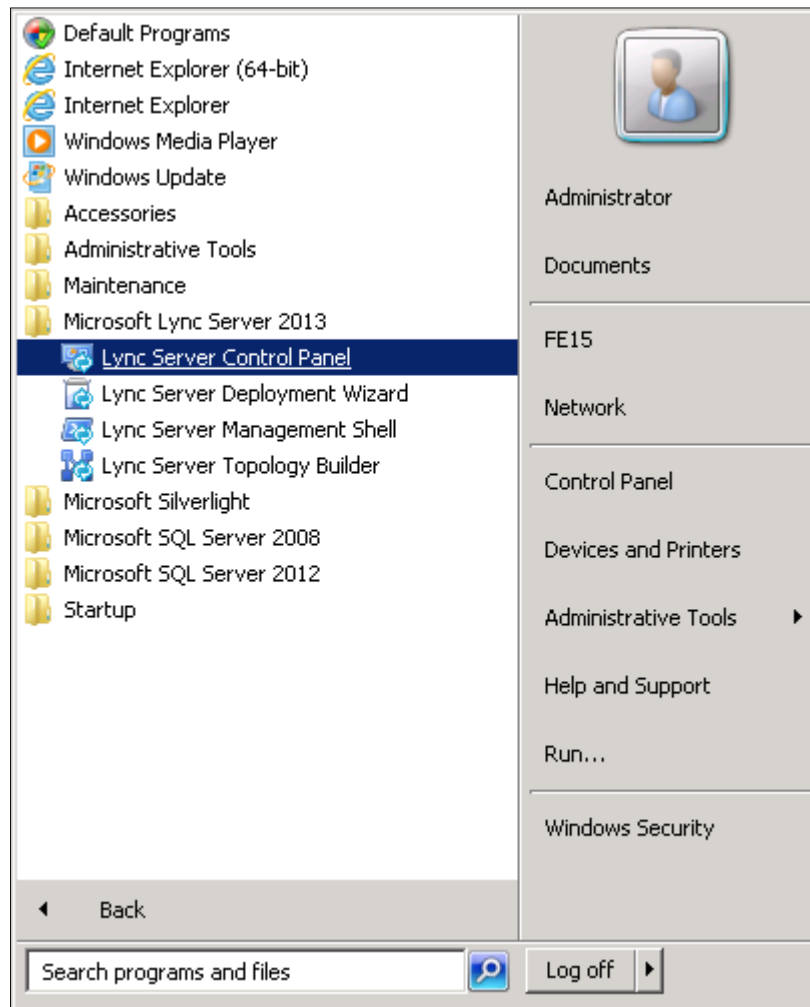 Default Programs
Internet Explorer (64-bit)
Internet Explorer
Windows Media Player
Windows Update
Accessories
Administrative Tools
Maintenance
Microsoft Lync Server 2013
Lync Server Control Panel
Lync Server Deployment Wizard
Lync Server Management Shell
Lync Server Topology Builder
Microsoft Silverlight
Microsoft SQL Server 2008
Microsoft SQL Server 2012
Startup
Back
Search programs and files
Administrator
Documents
FE15
Network
Control Panel
Devices and Printers
Administrative Tools
Help and Support
Run...
Windows Security
Log off